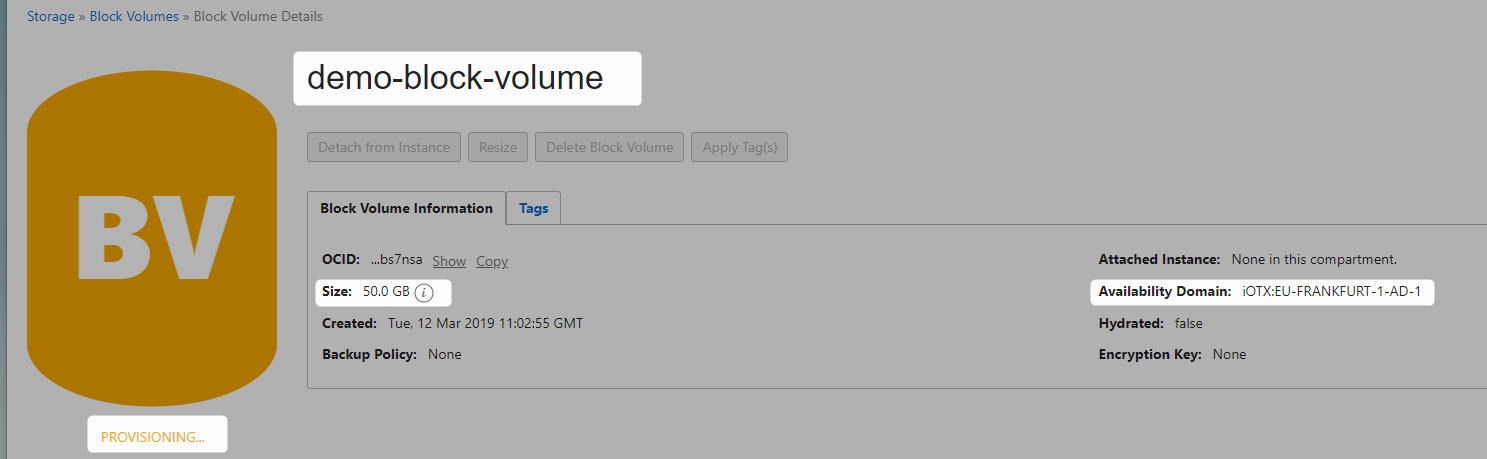 Storage » Block Volumes » Block Volume Details
demo-block-volume
Detach from Instance Resize Delete Block Volume Apply Tag(s)
BV
Block Volume Information Tags
OCID: ...bs7nsa Show Copy Attached Instance: None in this compartment.
Size: 50.0 GB i Availability Domain: iOTX:EU-FRANKFURT-1-AD-1
Created: Tue, 12 Mar 2019 11:02:55 GMT Hydrated: false
Backup Policy: None Encryption Key: None
PROVISIONING...